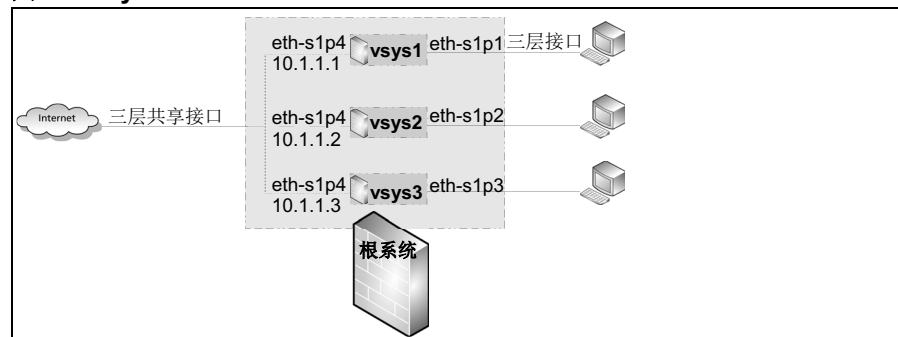 eth-s1p4 vsys1 eth-s1p1 三层接口
10.1.1.1
Internet 三层共享接口
eth-s1p4 vsys2 eth-s1p2
10.1.1.2
eth-s1p4 vsys3 eth-s1p3
10.1.1.3
根系统